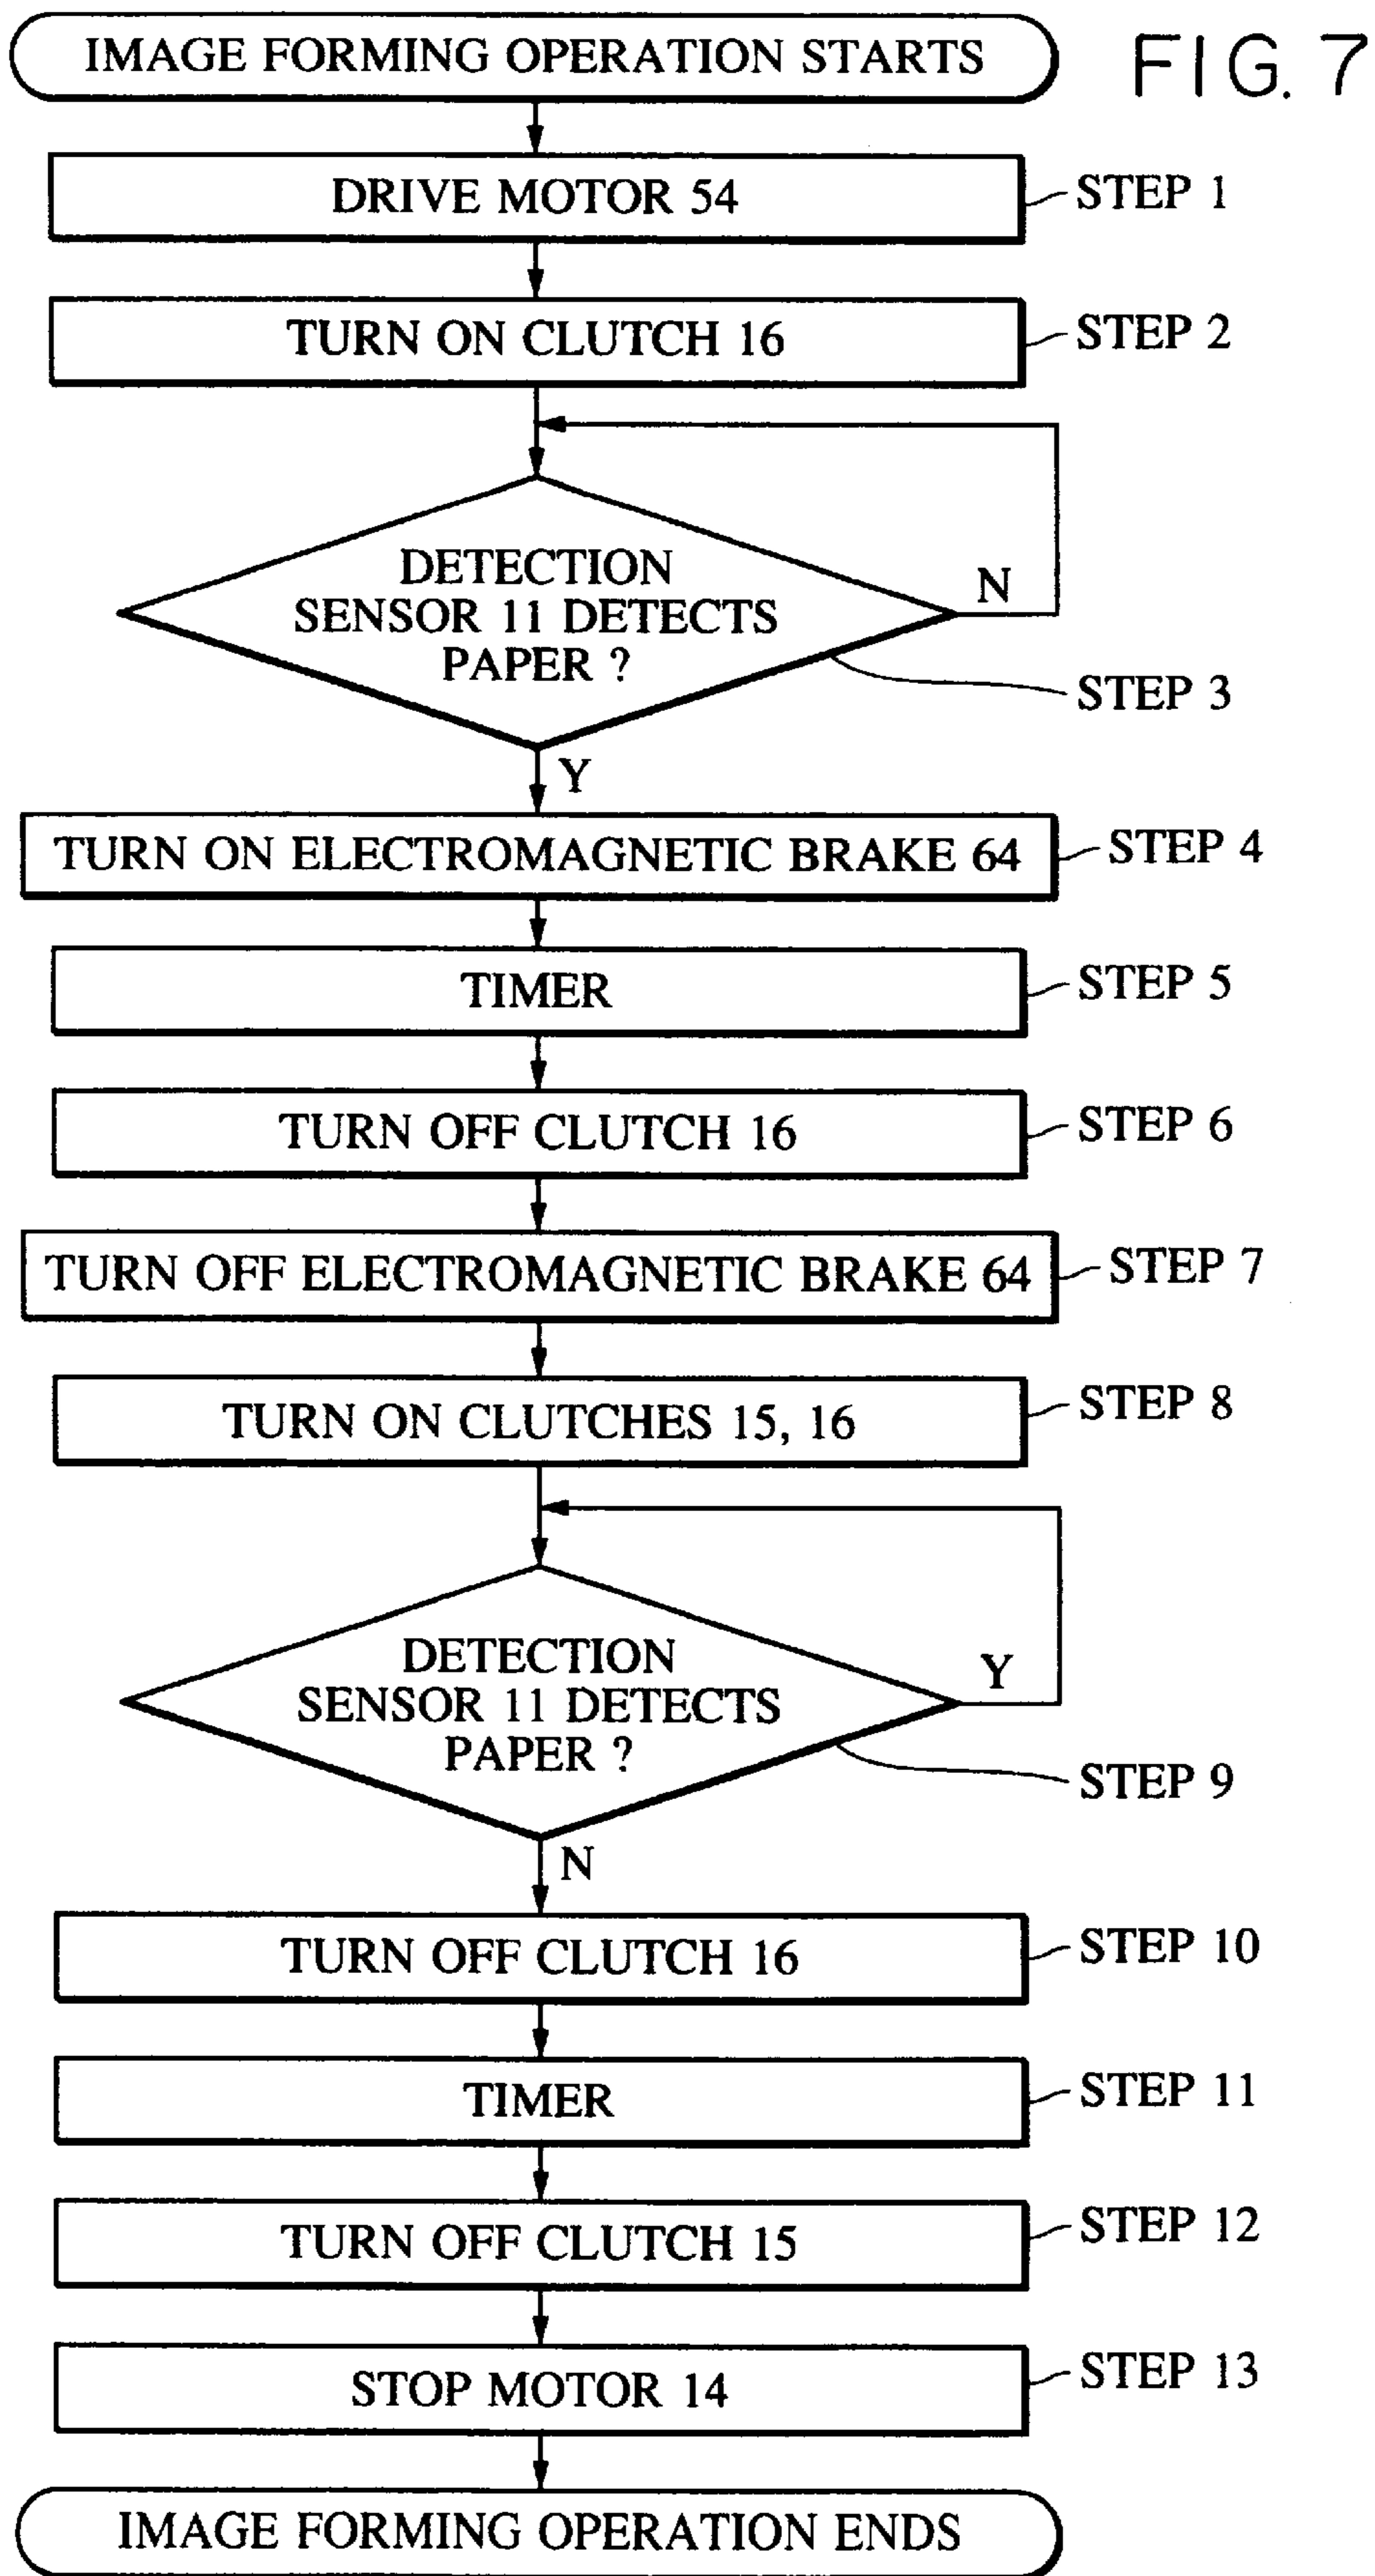 IMAGE FORMING OPERATION STARTS
FIG. 7
DRIVE MOTOR 54
STEP 1
TURN ON CLUTCH 16
STEP 2
DETECTION
SENSOR 11 DETECTS
PAPER ?
N
STEP 3
Y
TURN ON ELECTROMAGNETIC BRAKE 64
STEP 4
TIMER
STEP 5
TURN OFF CLUTCH 16
STEP 6
TURN OFF ELECTROMAGNETIC BRAKE 64
STEP 7
TURN ON CLUTCHES 15, 16
STEP 8
DETECTION
SENSOR 11 DETECTS
PAPER ?
Y
STEP 9
N
TURN OFF CLUTCH 16
STEP 10
TIMER
STEP 11
TURN OFF CLUTCH 15
STEP 12
STOP MOTOR 14
STEP 13
IMAGE FORMING OPERATION ENDS